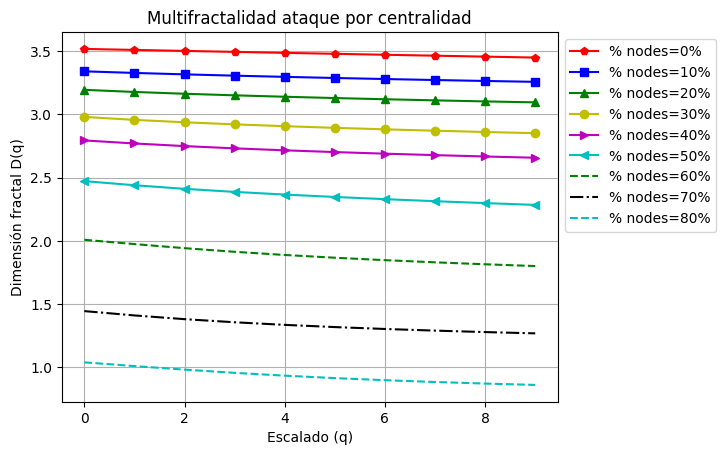 Multifractalidad ataque por centralidad
Dimensión fractal D(q)
3.5
3.0
2.5
2.0
1.5
1.0
0
2
4
6
8
Escalado (q)
% nodes=0%
% nodes=10%
% nodes=20%
% nodes=30%
% nodes=40%
% nodes=50%
% nodes=60%
% nodes=70%
% nodes=80%